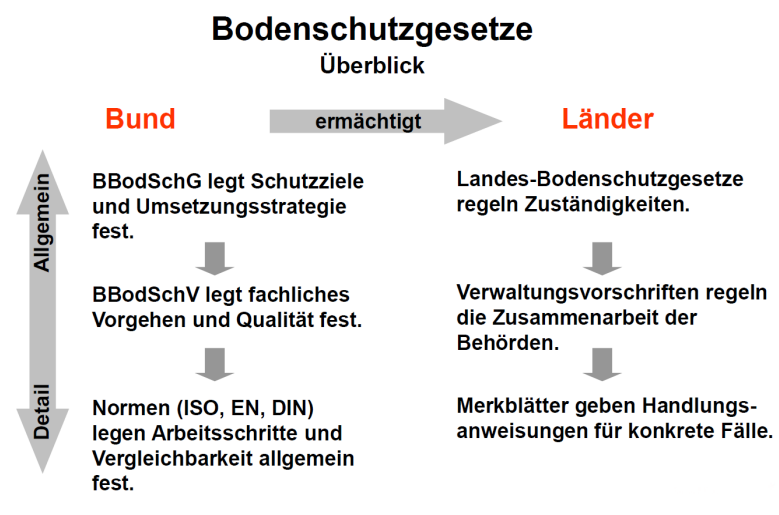 Bodenschutzgesetze
Überblick
Bund
ermächtigt
Länder
Allgemein
Detail
BBodSchG legt Schutzziele
und Umsetzungsstrategie
fest.
BBodSchV legt fachliches
Vorgehen und Qualität fest.
Normen (ISO, EN, DIN)
legen Arbeitsschritte und
Vergleichbarkeit allgemein
fest.
Landes-Bodenschutzgesetze
regeln Zuständigkeiten.
Verwaltungsvorschriften regeln
die Zusammenarbeit der
Behörden.
Merkblätter geben Handlungs-
anweisungen für konkrete Fälle.